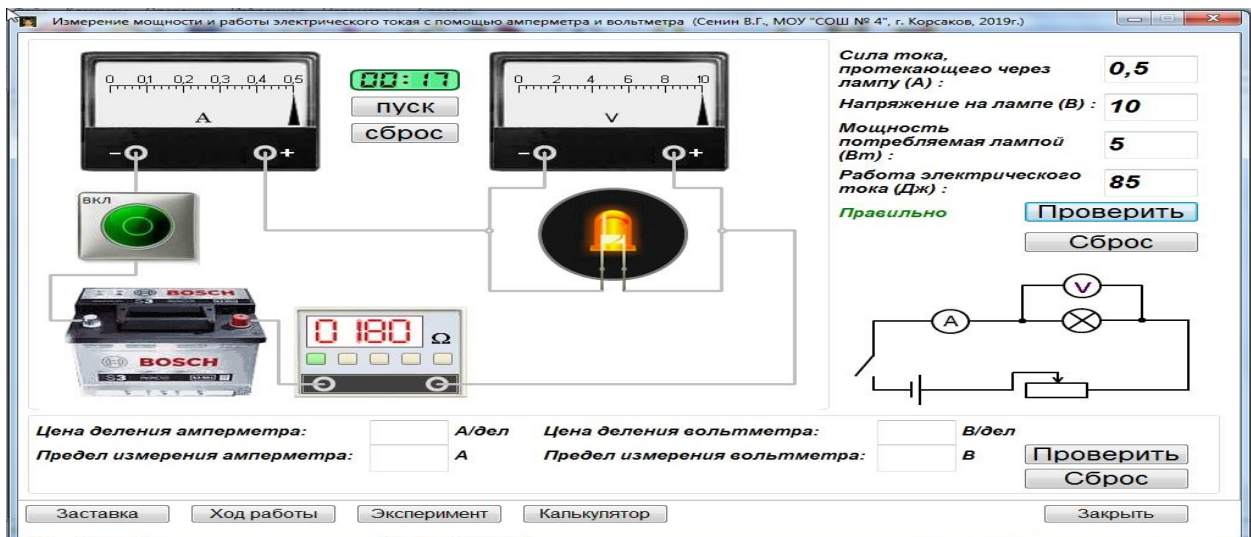 Измерение мощности и работы электрического токая с помощью амперметра и вольтметра (Сенин В.Г., МОУ "СОШ № 4", г. Корсаков, 2019г.)
0 0,1 0,2 0,3 0,4 0,5
A
- +
00:17
пуск
сброс
0 2 4 6 8 10
V
- +
вкл
BOSCH
S3
BOSCH
S3
0180 Ω
Сила тока,
протекающего через
лампу (А) :
0,5
Напряжение на лампе (В) :
10
Мощность
потребляемая лампой
(Вт) :
5
Работа электрического
тока (Дж) :
85
Правильно
Проверить
Сброс
V
A
Цена деления амперметра: А/дел Цена деления вольтметра: В/дел
Предел измерения амперметра: А Предел измерения вольтметра: В
Проверить
Сброс
Заставка Ход работы Эксперимент Калькулятор Закрыть